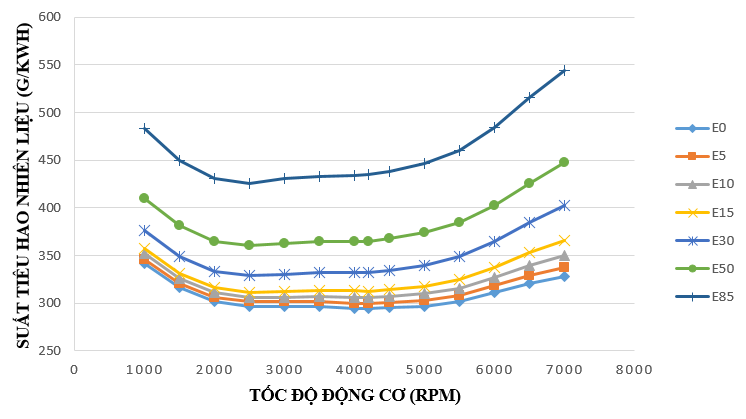 SUẤT TIÊU HAO NHIÊN LIỆU (G/KWH)
600
550
500
450
400
350
300
250
0
1000
2000
3000
4000
5000
6000
7000
8000
TỐC ĐỘ ĐỘNG CƠ (RPM)
E0
E5
E10
E15
E30
E50
E85